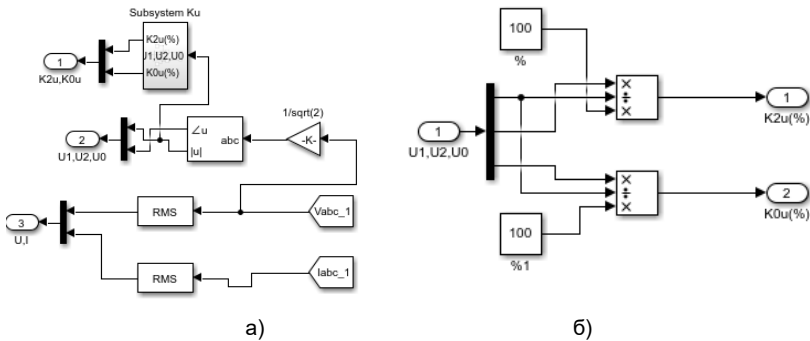 Subsystem Ku
K2u(%)
U1,U2,U0
K0u(%)
1
K2u,K0u
2
U1,U2,U0
∠u
|u|
abc
1/sqrt(2)
-K-
RMS
Vabc_1
3
U,I
RMS
Iabc_1
а)
100
%
×
÷
×
1
K2u(%)
1
U1,U2,U0
×
÷
×
2
K0u(%)
100
%1
б)